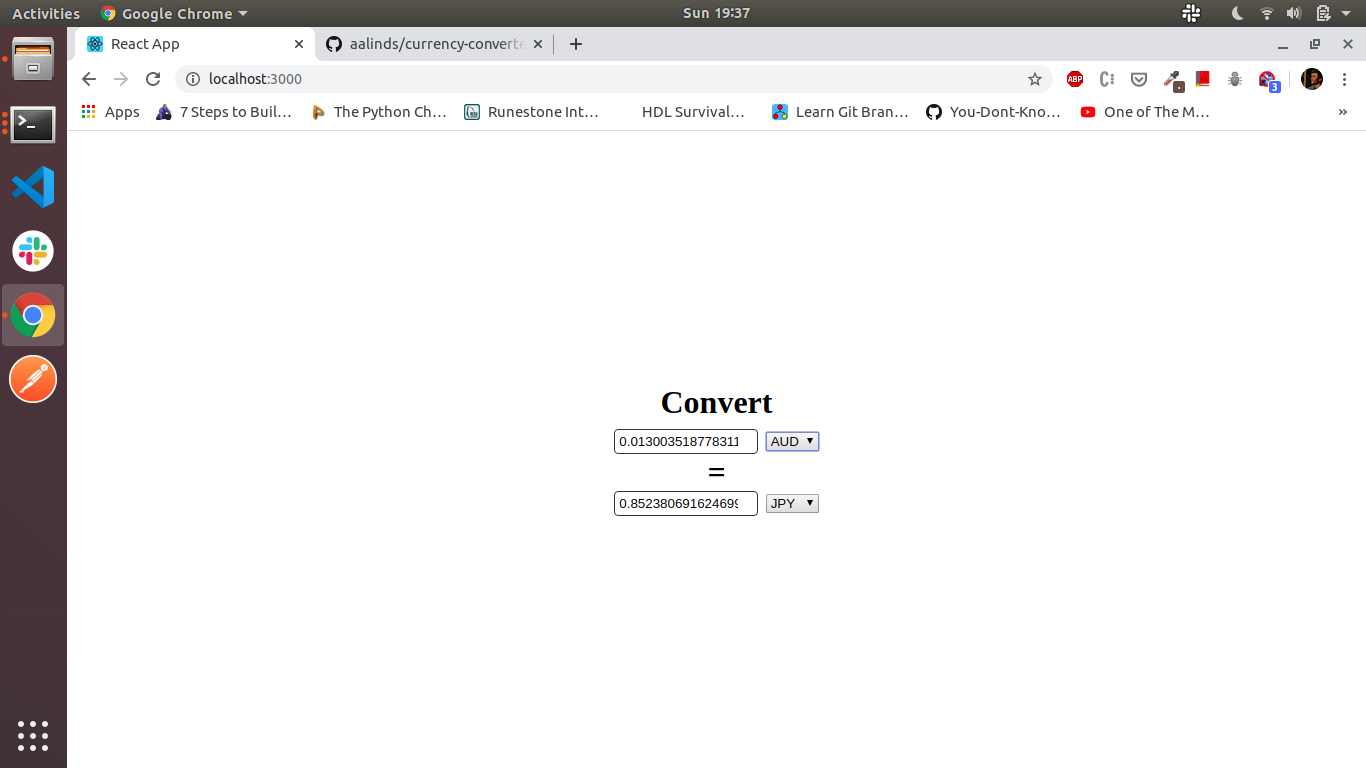 Activities Google Chrome Sun 19:37
React App aalinds/currency-converte
localhost:3000 ABP 3
Apps 7 Steps to Buil... The Python Ch... Runestone Int... HDL Survival... Learn Git Bran... You-Dont-Kno... One of The M... »
Convert
0.013003518778311 AUD
=
0.852380691624699 JPY